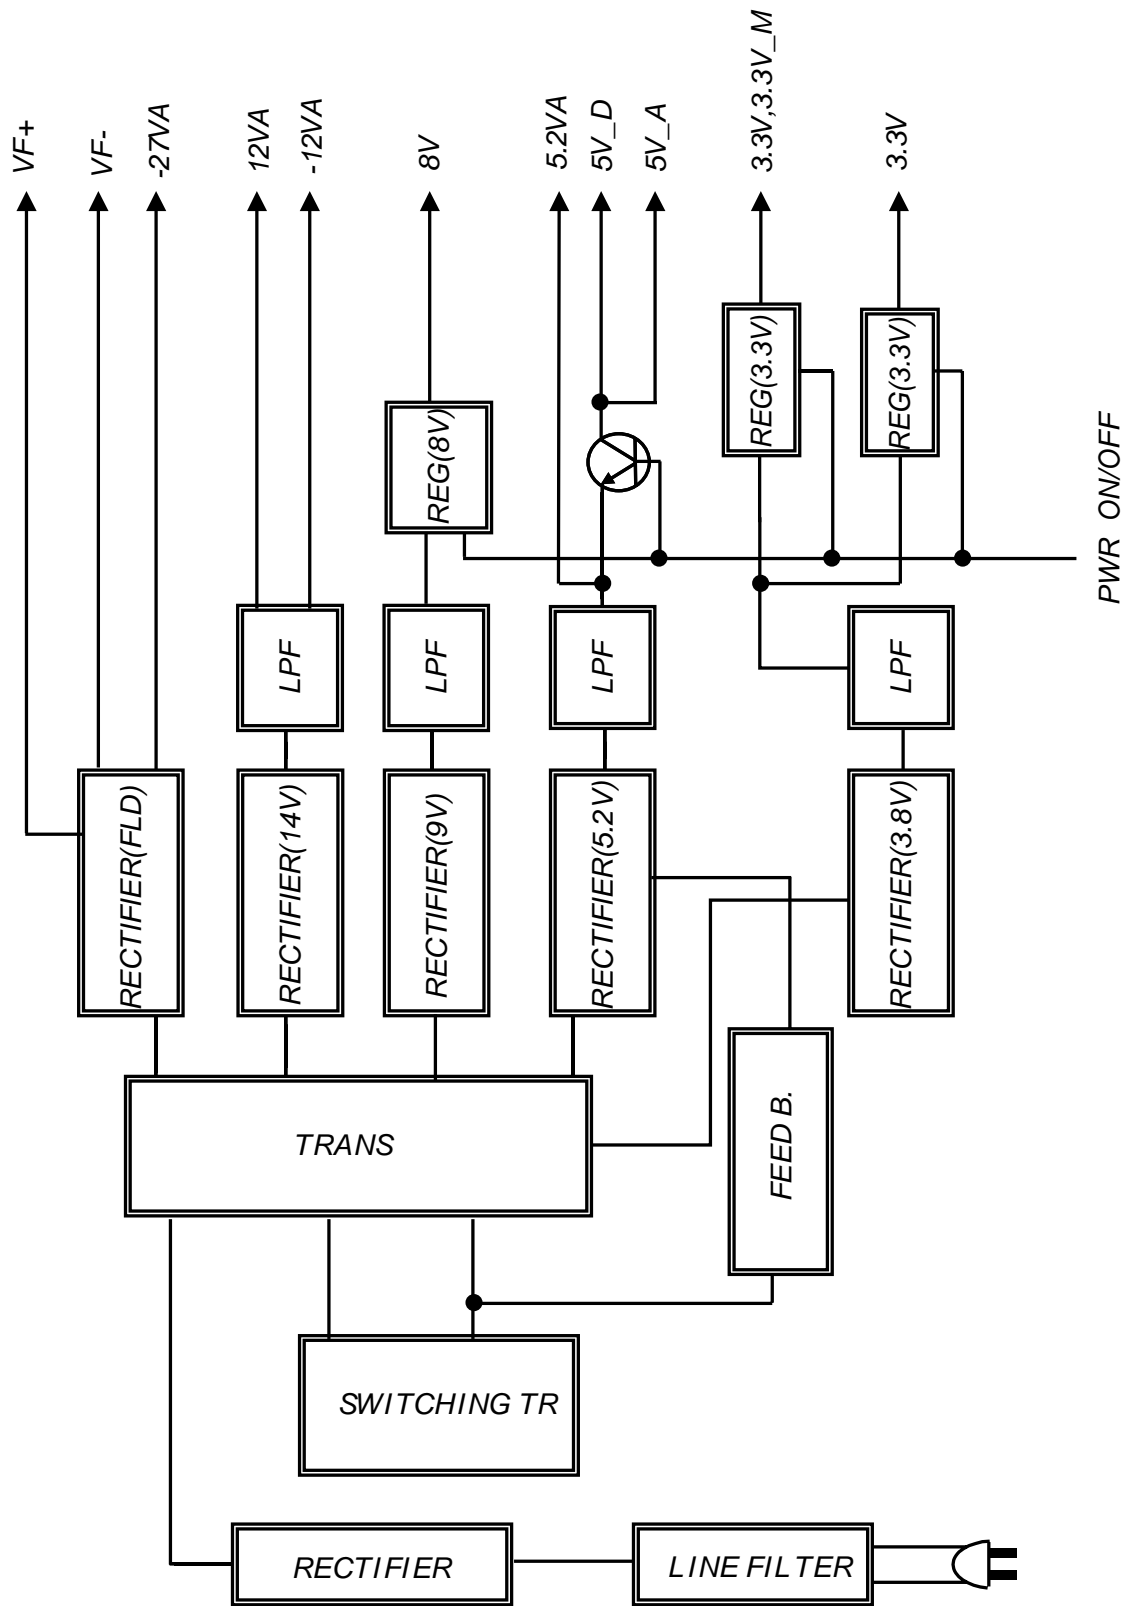 VF+
VF-
-27VA
12VA
-12VA
8V
5.2VA
5V_D
5V_A
3.3V,3.3V_M
3.3V
REG(8V)
REG(3.3V)
REG(3.3V)
PWR ON/OFF
LPF
LPF
LPF
LPF
RECTIFIER(FLD)
RECTIFIER(14V)
RECTIFIER(9V)
RECTIFIER(5.2V)
RECTIFIER(3.8V)
TRANS
FEED B.
SWITCHING TR
RECTIFIER
LINE FILTER